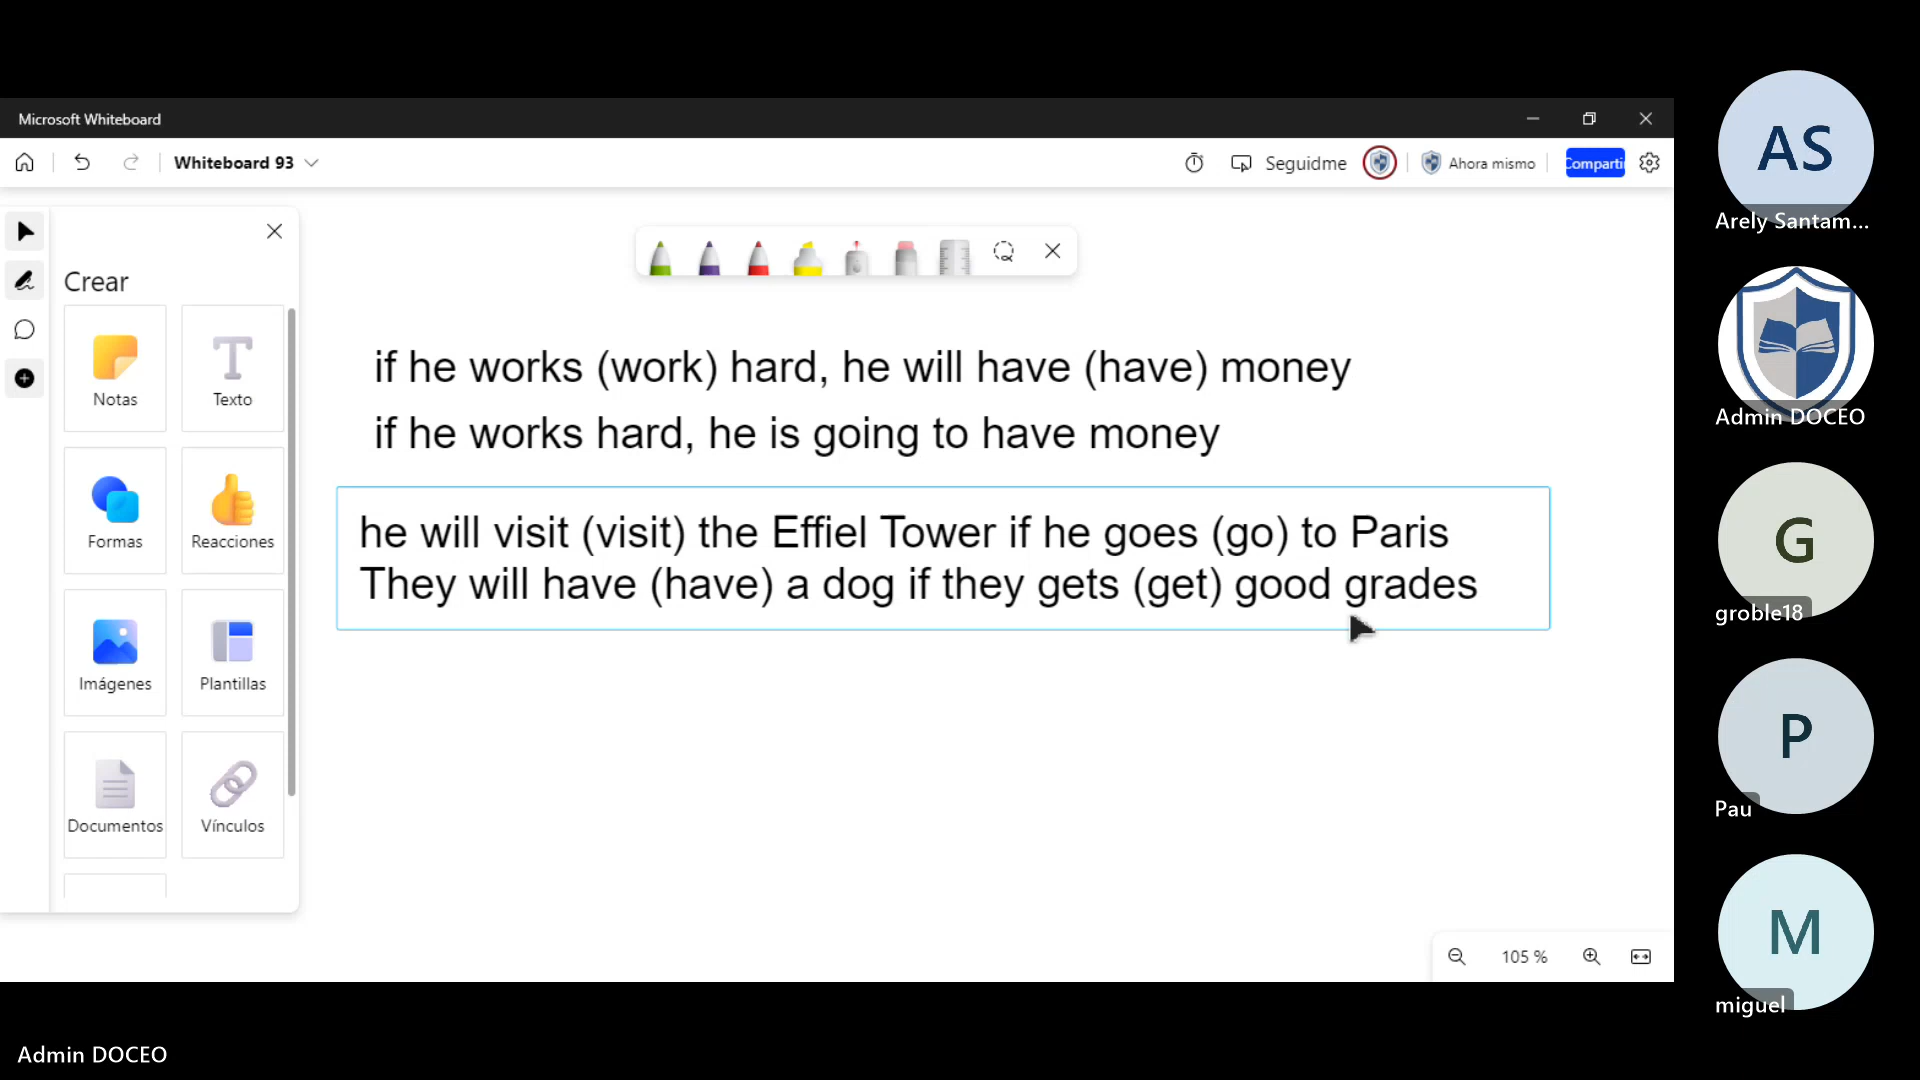 Microsoft Whiteboard
Whiteboard 93
Seguidme
Ahora mismo
Comparti
Crear
Notas
Texto
Formas
Reacciones
Imágenes
Plantillas
Documentos
Vínculos
if he works (work) hard, he will have (have) money
if he works hard, he is going to have money
he will visit (visit) the Effiel Tower if he goes (go) to Paris
They will have (have) a dog if they gets (get) good grades
105 %
AS
Arely Santam...
Admin DOCEO
G
groble18
P
Pau
M
miguel
Admin DOCEO